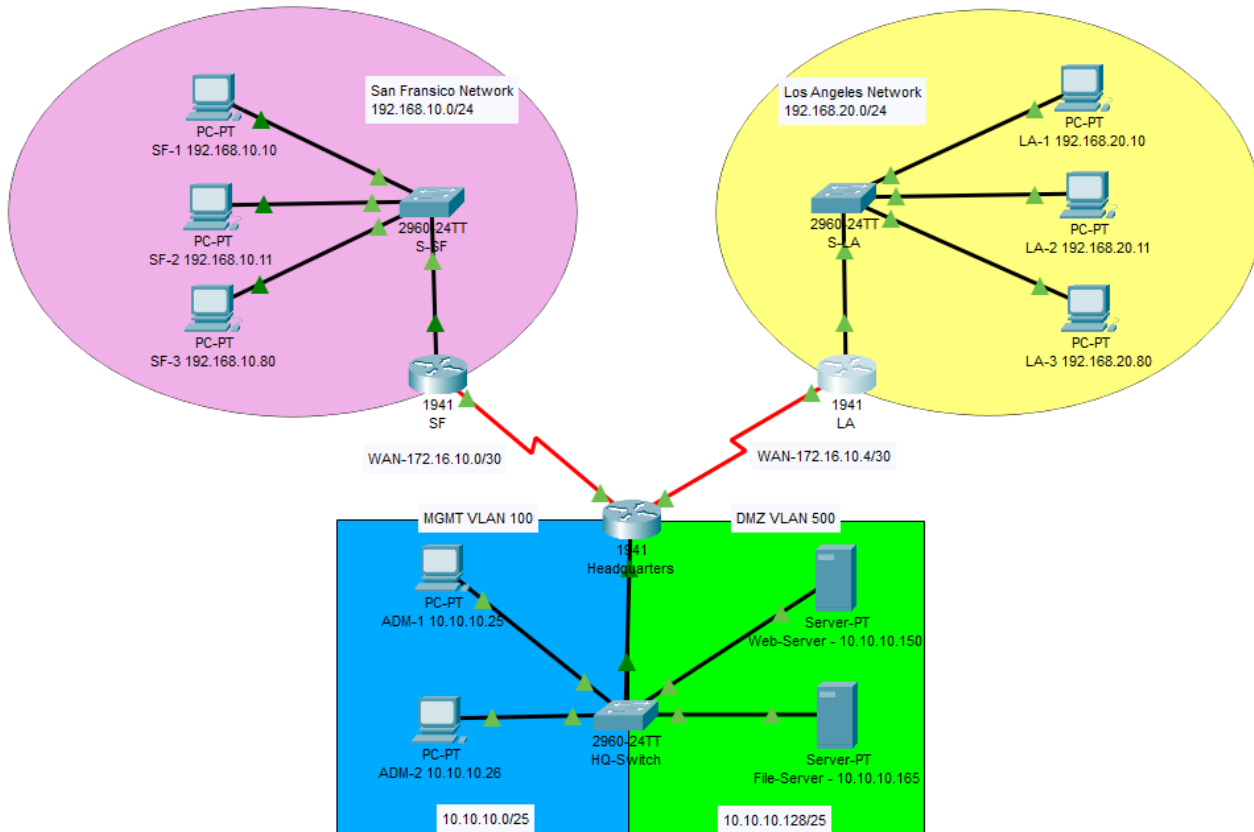 San Fransico Network
192.168.10.0/24
PC-PT
SF-1 192.168.10.10
PC-PT
SF-2 192.168.10.11
PC-PT
SF-3 192.168.10.80
2960-24TT
S-SF
1941
SF
Los Angeles Network
192.168.20.0/24
PC-PT
LA-1 192.168.20.10
PC-PT
LA-2 192.168.20.11
PC-PT
LA-3 192.168.20.80
2960-24TT
S-LA
1941
LA
WAN-172.16.10.0/30
WAN-172.16.10.4/30
MGMT VLAN 100
DMZ VLAN 500
1941
Headquarters
PC-PT
ADM-1 10.10.10.25
PC-PT
ADM-2 10.10.10.26
2960-24TT
HQ-Switch
Server-PT
Web-Server - 10.10.10.150
Server-PT
File-Server - 10.10.10.165
10.10.10.0/25
10.10.10.128/25